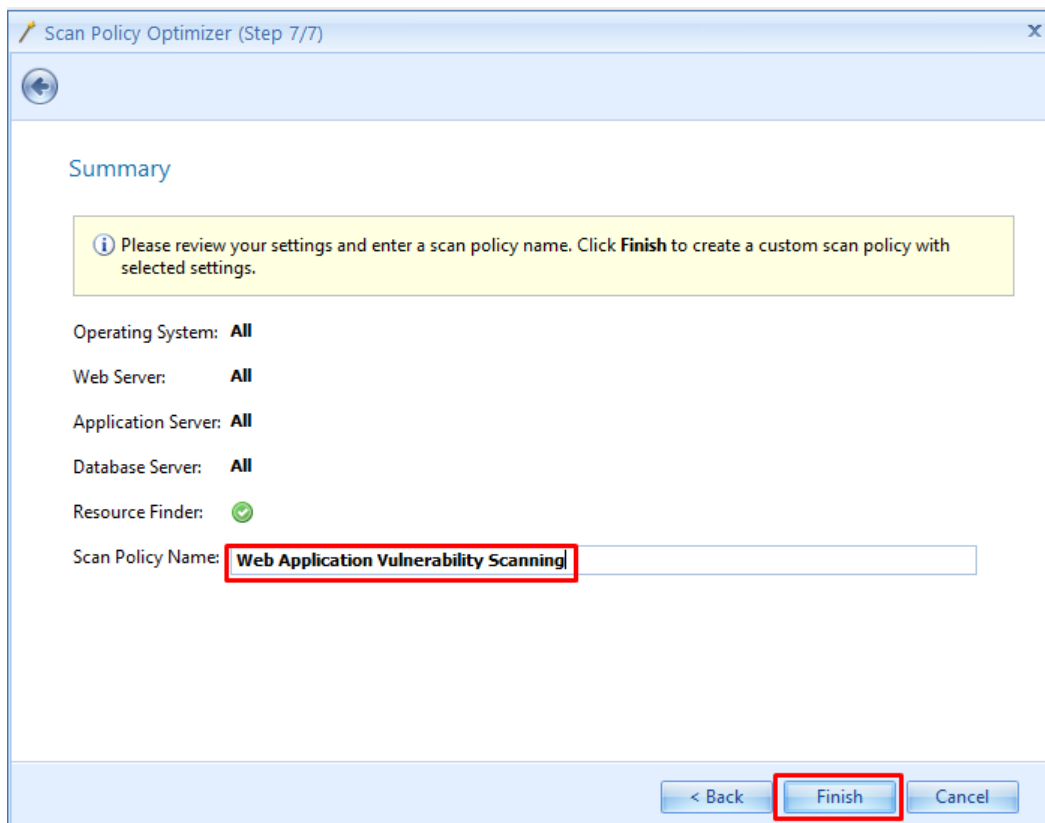 Scan Policy Optimizer (Step 7/7)
Summary
Please review your settings and enter a scan policy name. Click Finish to create a custom scan policy with
selected settings.
Operating System: All
Web Server: All
Application Server: All
Database Server: All
Resource Finder:
Scan Policy Name: Web Application Vulnerability Scanning
< Back Finish Cancel